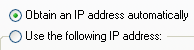 Obtain an IP address automatically
Use the following IP address: